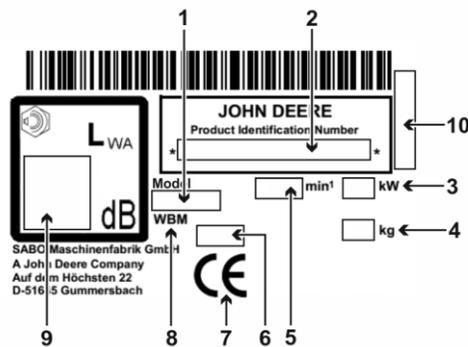 1 2
JOHN DEERE
Product Identification Number
* *
10
LWA
dB
Model
min1
kW
3
WBM
kg
4
SABO Maschinenfabrik GmbH
A John Deere Company
Auf dem Höchsten 22
D-51645 Gummersbach
CE
9 8 7 6 5